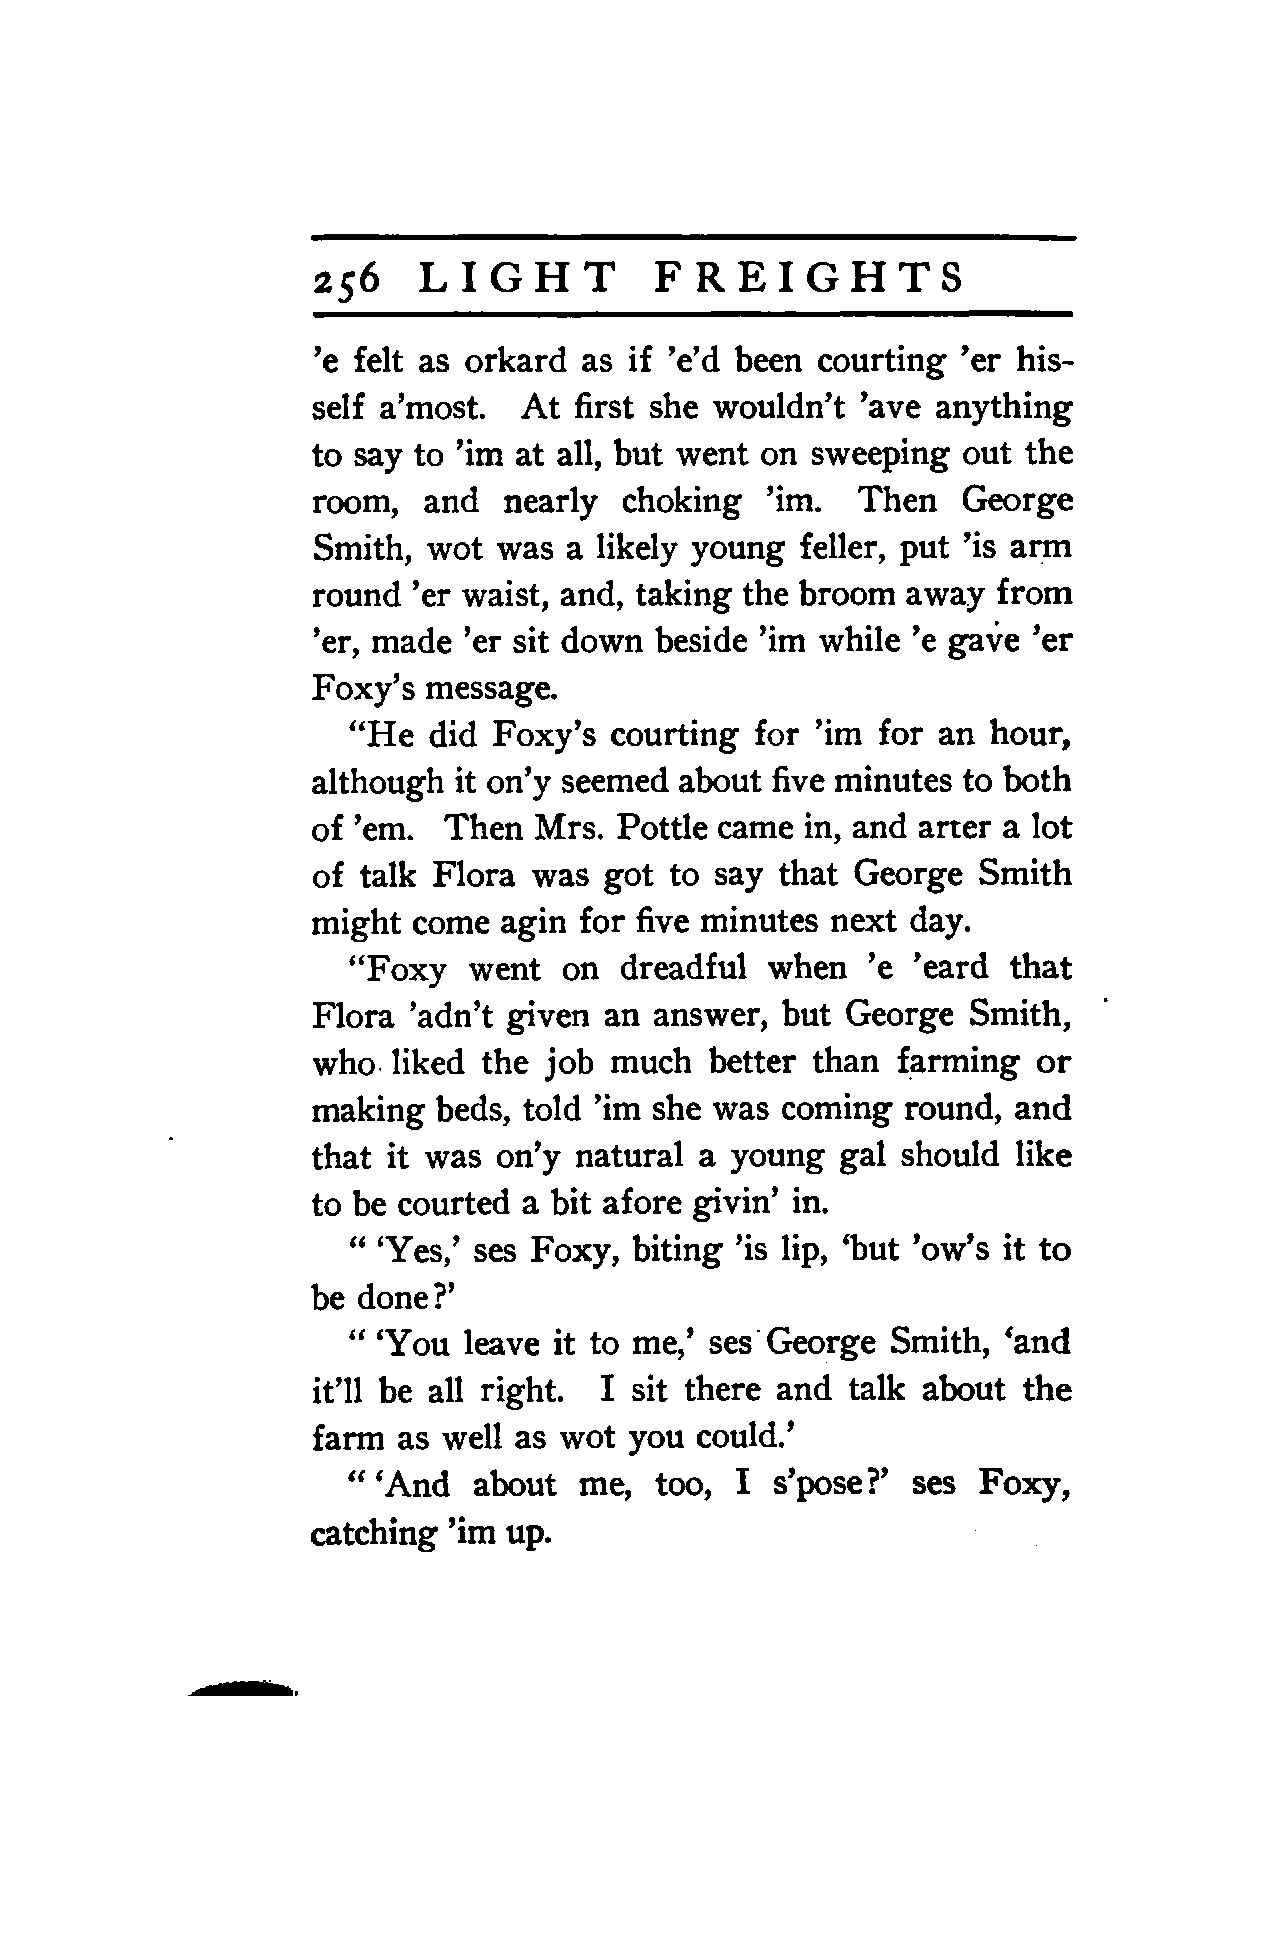 256 LIGHT FREIGHTS
’e felt as orkard as if ’e’d been courting ’er his-
self a’most. At first she wouldn’t ’ave anything
to say to ’im at all, but went on sweeping out the
room, and nearly choking ’im. Then George
Smith, wot was a likely young feller, put ’is arm
round ’er waist, and, taking the broom away from
’er, made ’er sit down beside ’im while ’e gave ’er
Foxy’s message.
“He did Foxy’s courting for ’im for an hour,
although it on’y seemed about five minutes to both
of ’em. Then Mrs. Pottle came in, and arter a lot
of talk Flora was got to say that George Smith
might come agin for five minutes next day.
“Foxy went on dreadful when ’e ’eard that
Flora ’adn’t given an answer, but George Smith,
who liked the job much better than farming or
making beds, told ’im she was coming round, and
that it was on’y natural a young gal should like
to be courted a bit afore givin’ in.
“ ‘Yes,’ ses Foxy, biting ’is lip, ‘but ’ow’s it to
be done?’
“ ‘You leave it to me,’ ses George Smith, ‘and
it’ll be all right. I sit there and talk about the
farm as well as wot you could.’
“ ‘And about me, too, I s’pose?’ ses Foxy,
catching ’im up.